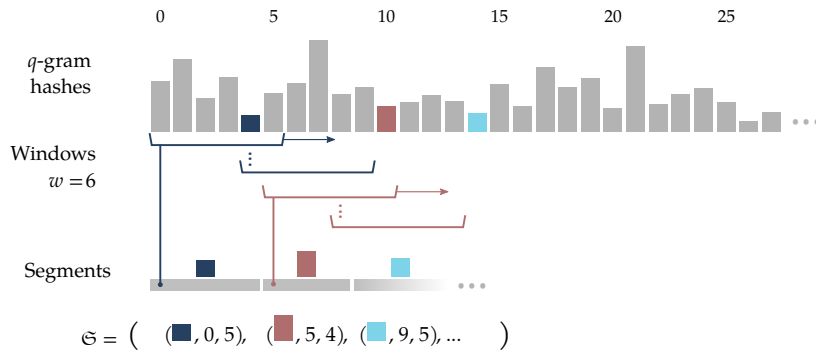 0 5 10 15 20 25
q-gram
hashes
Windows
w = 6
Segments
𝔖 = ( ( , 0, 5), ( , 5, 4), ( , 9, 5), ... )